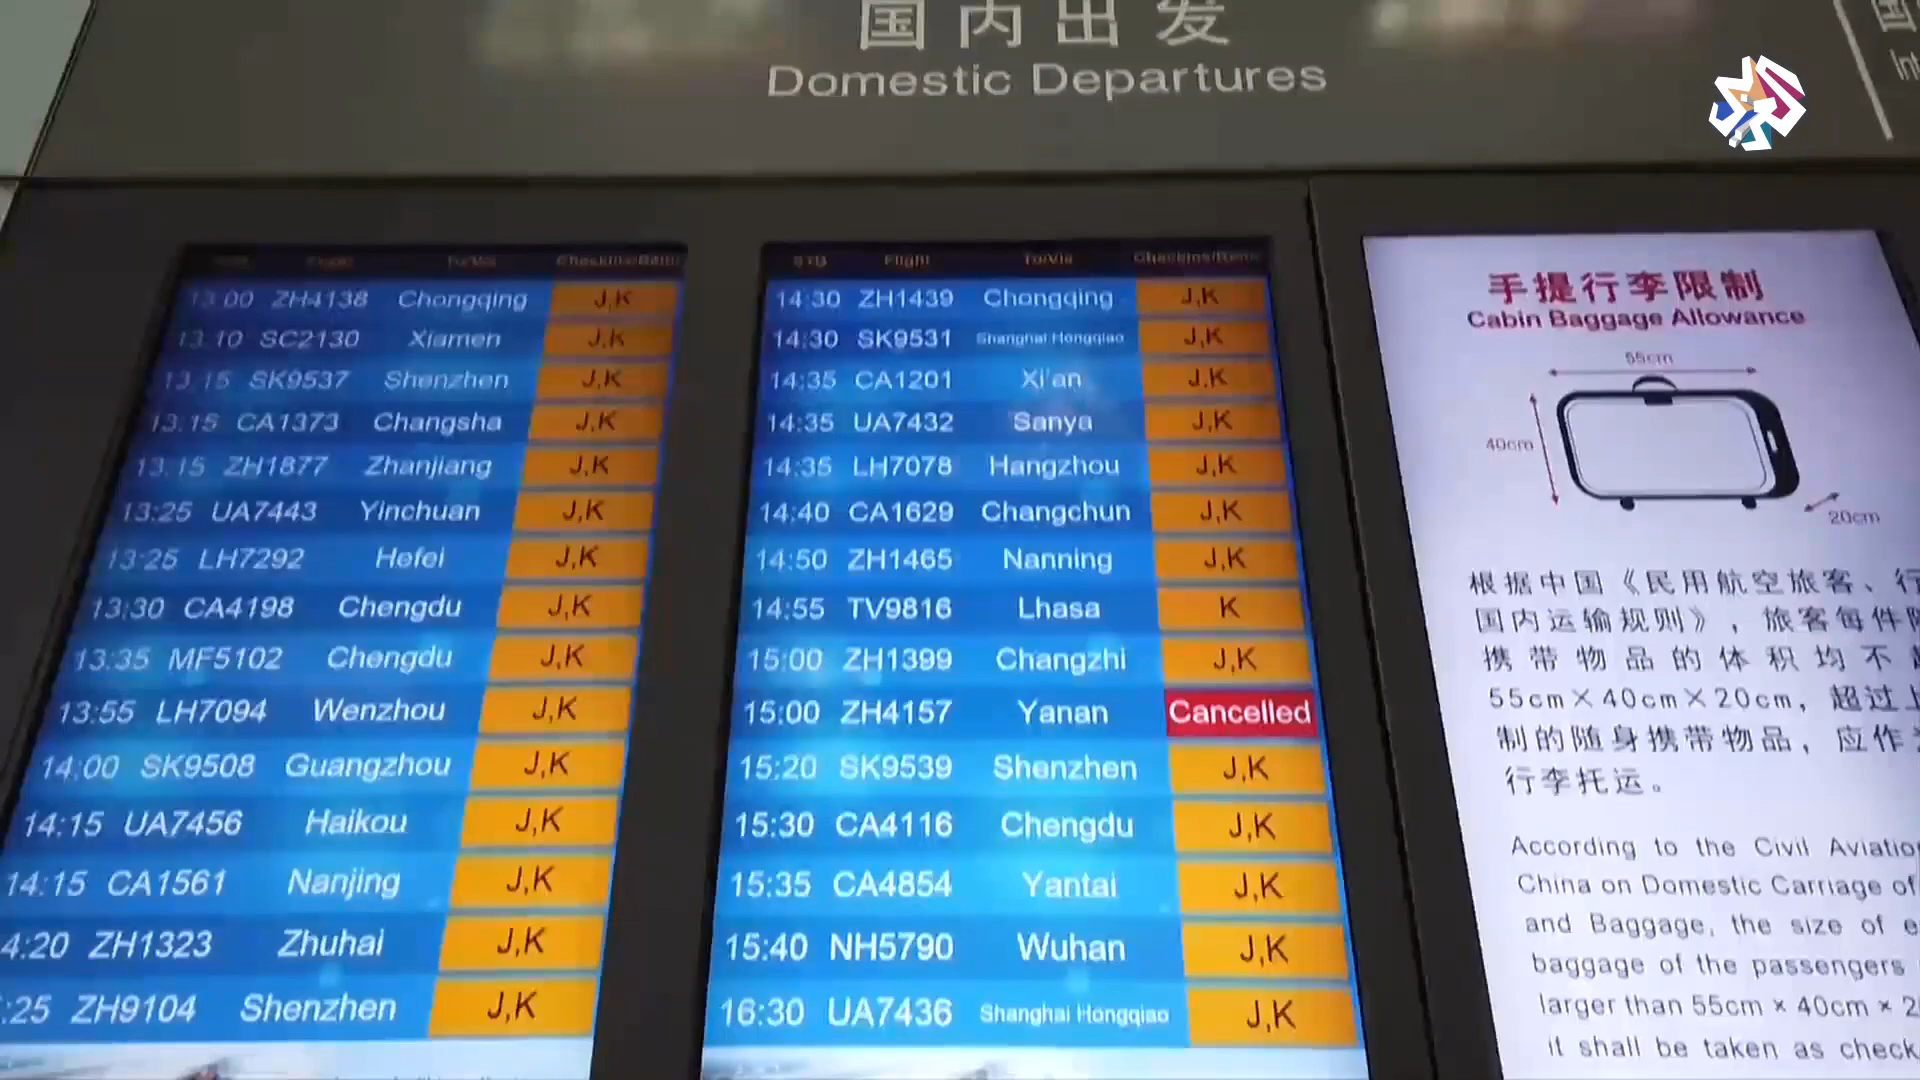 国内出发
Domestic Departures
STD Flight To/Via
13:00 ZH4138 Chongqing J,K
13:10 SC2130 Xiamen J,K
13:15 SK9537 Shenzhen J,K
13:15 CA1373 Changsha J,K
13:15 ZH1877 Zhanjiang J,K
13:25 UA7443 Yinchuan J,K
13:25 LH7292 Hefei J,K
13:30 CA4198 Chengdu J,K
13:35 MF5102 Chengdu J,K
13:55 LH7094 Wenzhou J,K
14:00 SK9508 Guangzhou J,K
14:15 UA7456 Haikou J,K
14:15 CA1561 Nanjing J,K
4:20 ZH1323 Zhuhai J,K
:25 ZH9104 Shenzhen J,K
14:30 ZH1439 Chongqing J,K
14:30 SK9531 Shanghai Hongqiao J,K
14:35 CA1201 Xi'an J,K
14:35 UA7432 Sanya J,K
14:35 LH7078 Hangzhou J,K
14:40 CA1629 Changchun J,K
14:50 ZH1465 Nanning J,K
14:55 TV9816 Lhasa K
15:00 ZH1399 Changzhi J,K
15:00 ZH4157 Yanan Cancelled
15:20 SK9539 Shenzhen J,K
15:30 CA4116 Chengdu J,K
15:35 CA4854 Yantai J,K
15:40 NH5790 Wuhan J,K
16:30 UA7436 Shanghai Hongqiao J,K
手提行李限制
Cabin Baggage Allowance
55cm
40cm
20cm
根据中国《民用航空旅客、行
国内运输规则》，旅客每件随
携带物品的体积均不
55cm×40cm×20cm，超过上
制的随身携带物品，应作
行李托运。
According to the Civil Aviation
China on Domestic Carriage of
and Baggage, the size of
baggage of the passengers
larger than 55cm × 40cm × 2
it shall be taken as check